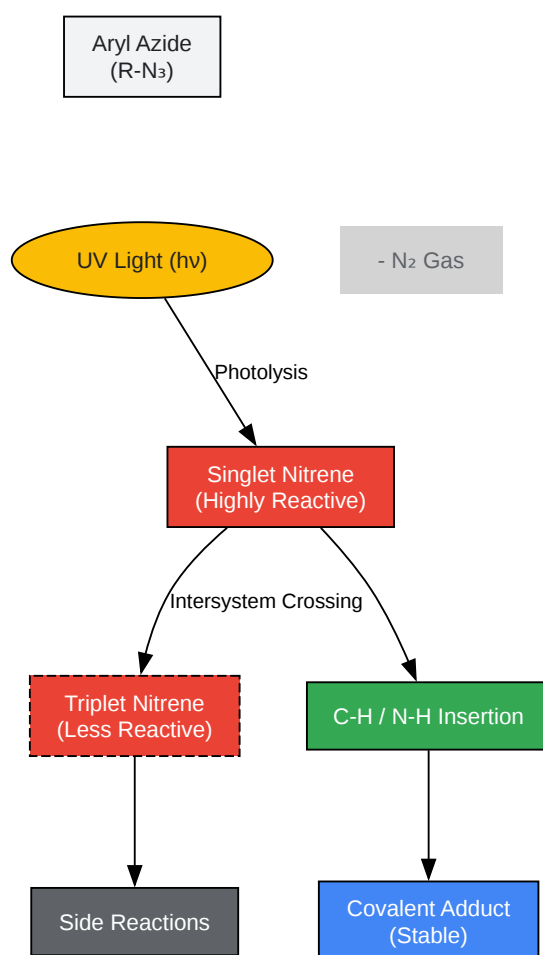 Aryl Azide
(R-N₃)
UV Light (hν)
- N₂ Gas
Photolysis
Singlet Nitrene
(Highly Reactive)
Intersystem Crossing
Triplet Nitrene
(Less Reactive)
C-H / N-H Insertion
Side Reactions
Covalent Adduct
(Stable)